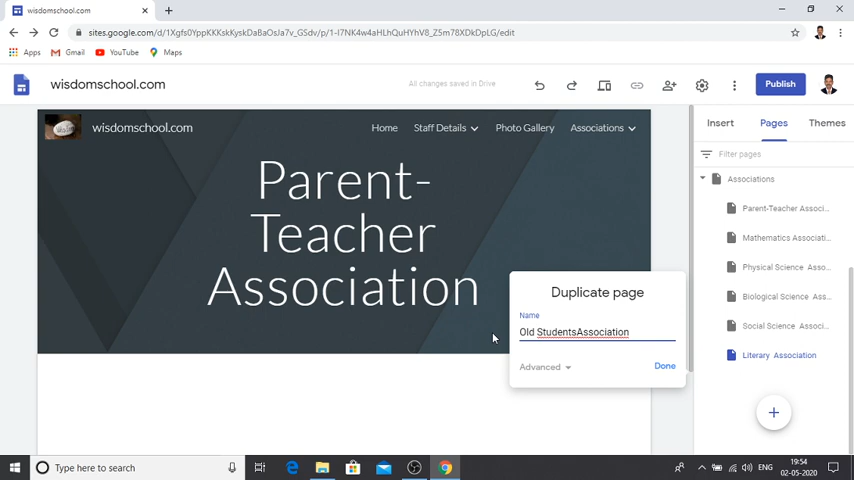 wisdomschool.com
sites.google.com/d/1Xgfs0YppKKKskKyskDaBaOsJa7v_GSdv/p/1-I7NK4w4aHLhQuHYhV8_Z5m78XDkDpLG/edit
Apps Gmail YouTube Maps
wisdomschool.com
All changes saved in Drive
Publish
wisdomschool.com
Home Staff Details Photo Gallery Associations
Parent-
Teacher
Association
Insert Pages Themes
Filter pages
Associations
Parent-Teacher Associ...
Mathematics Associati...
Physical Science Asso...
Biological Science Ass...
Social Science Associ...
Literary Association
Duplicate page
Name
Old StudentsAssociation
Advanced
Done
Type here to search
ENG
19:54
02-05-2020